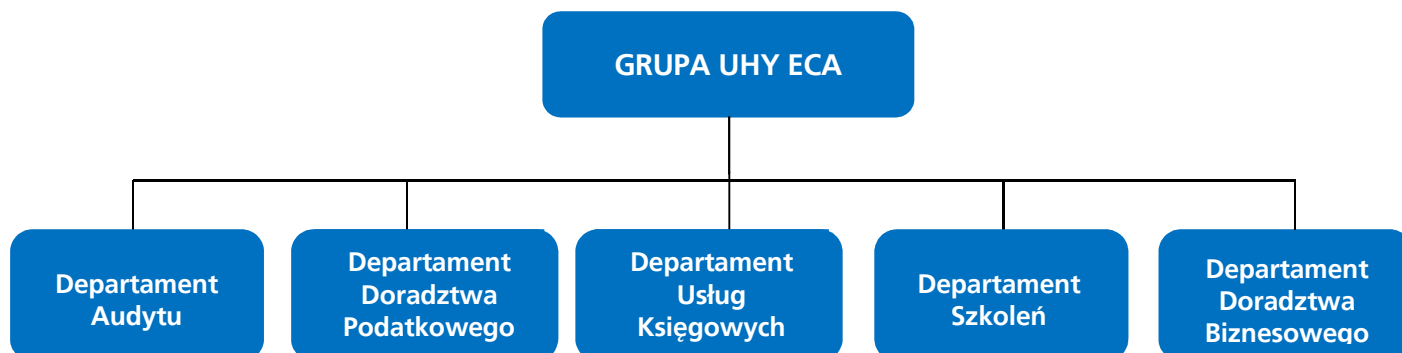 GRUPA UHY ECA
Departament
Audytu
Departament
Doradztwa
Podatkowego
Departament
Usług
Księgowych
Departament
Szkoleń
Departament
Doradztwa
Biznesowego